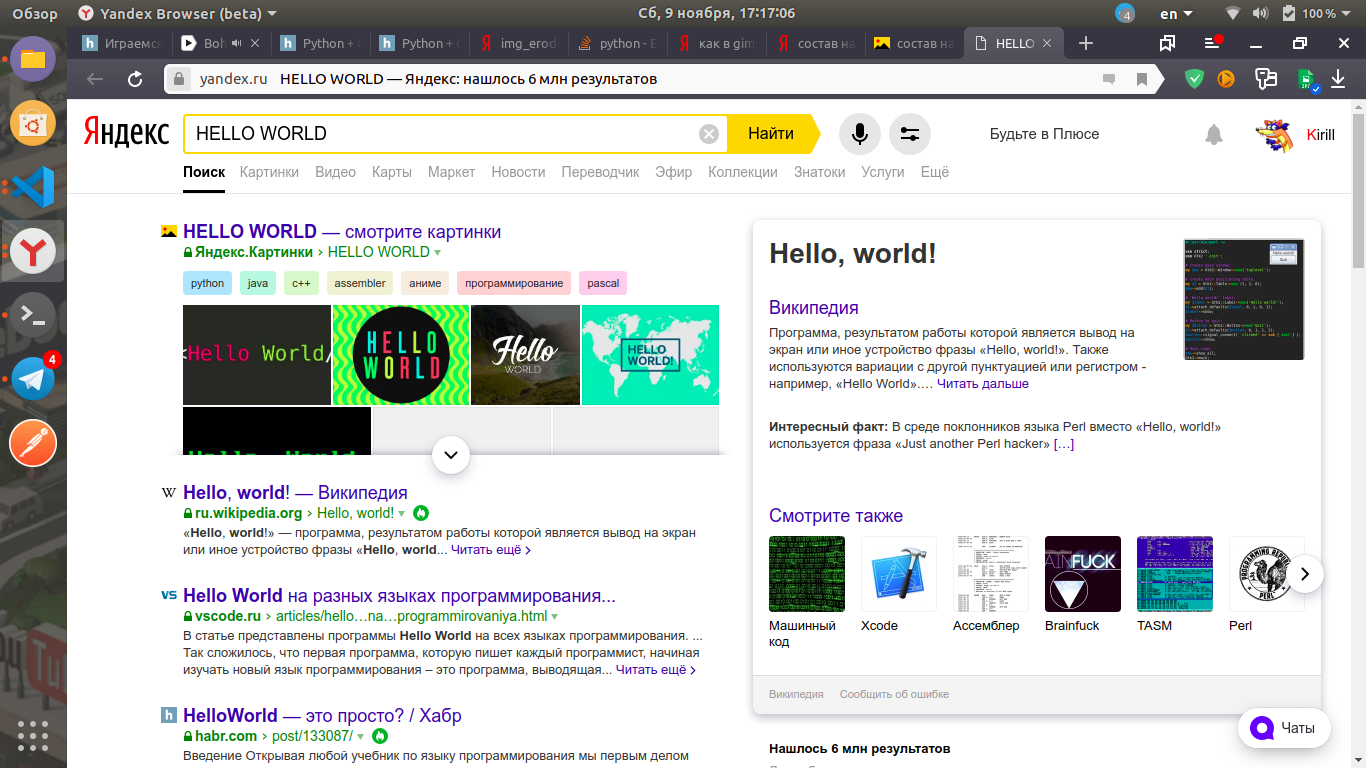 Обзор
Yandex Browser (beta)
Сб, 9 ноября, 17:17:06
4
en
100 %
Играемся
Boh
Python +
Python +
img_erod
python - E
как в gim
состав на
состав на
HELLO
yandex.ru
HELLO WORLD — Яндекс: нашлось 6 млн результатов
Яндекс
HELLO WORLD
Найти
Будьте в Плюсе
Kirill
Поиск
Картинки
Видео
Карты
Маркет
Новости
Переводчик
Эфир
Коллекции
Знатоки
Услуги
Ещё
4
HELLO WORLD — смотрите картинки
Яндекс.Картинки › HELLO WORLD
python
java
c++
assembler
аниме
программирование
pascal
<Hello World/
HELLO
WORLD
Hello
WORLD
HELLO
WORLD!
Hello, world! — Википедия
ru.wikipedia.org › Hello, world!
«Hello, world!» — программа, результатом работы которой является вывод на экран
или иное устройство фразы «Hello, world... Читать ещё ›
Hello World на разных языках программирования...
vscode.ru › articles/hello…na…programmirovaniya.html
В статье представлены программы Hello World на всех языках программирования. ...
Так сложилось, что первая программа, которую пишет каждый программист, начиная
изучать новый язык программирования – это программа, выводящая... Читать ещё ›
HelloWorld — это просто? / Хабр
habr.com › post/133087/
Введение Открывая любой учебник по языку программирования мы первым делом
Hello, world!
Википедия
Программа, результатом работы которой является вывод на
экран или иное устройство фразы «Hello, world!». Также
используются вариации с другой пунктуацией или регистром -
например, «Hello World».… Читать дальше
Интересный факт: В среде поклонников языка Perl вместо «Hello, world!»
используется фраза «Just another Perl hacker» […]
Смотрите также
Машинный
код
Xcode
Ассемблер
Brainfuck
TASM
Perl
Википедия
Сообщить об ошибке
Чаты
Нашлось 6 млн результатов